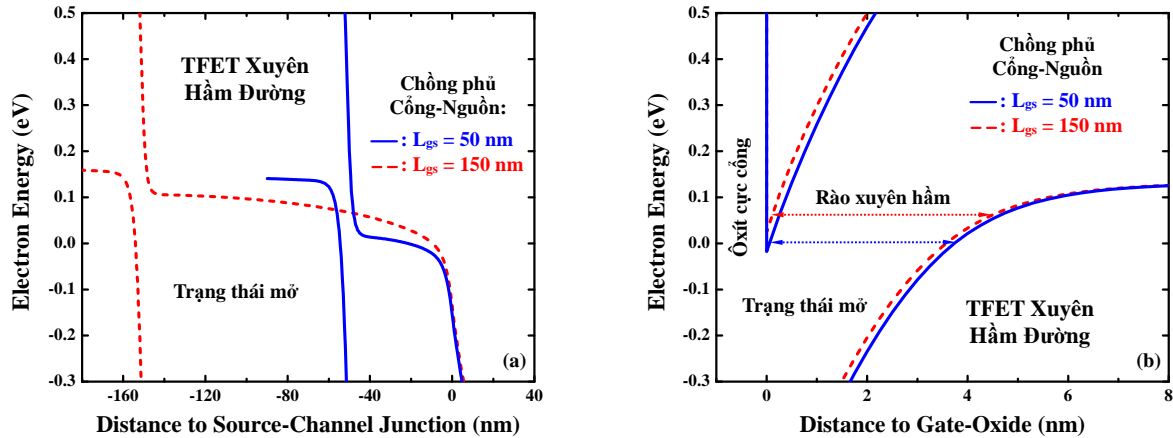 0.5
0.4
0.3
0.2
0.1
0.0
-0.1
-0.2
-0.3
Electron Energy (eV)
TFET Xuyên
Hầm Đường
Chồng phủ
Cổng-Nguồn:
: Lgs = 50 nm
: Lgs = 150 nm
Trạng thái mở
(a)
-160 -120 -80 -40 0 40
Distance to Source-Channel Junction (nm)
0.5
0.4
0.3
0.2
0.1
0.0
-0.1
-0.2
-0.3
Electron Energy (eV)
Ôxít cực cổng
Chồng phủ
Cổng-Nguồn
: Lgs = 50 nm
: Lgs = 150 nm
Rào xuyên hầm
Trạng thái mở
TFET Xuyên
Hầm Đường
(b)
0 2 4 6 8
Distance to Gate-Oxide (nm)